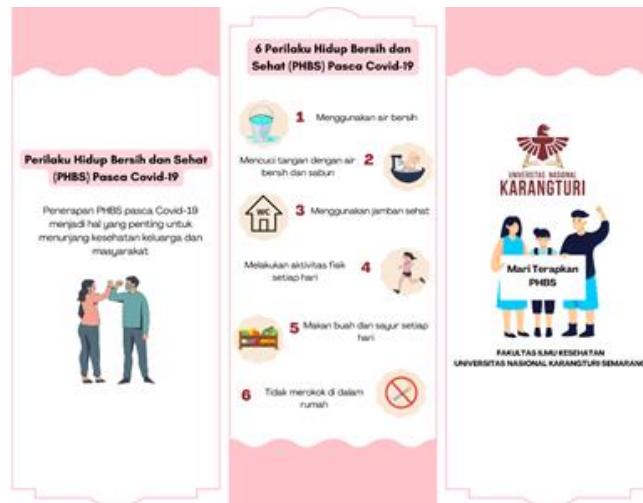 Perilaku Hidup Bersih dan Sehat
(PHBS) Pasca Covid-19
Penerapan PHBS pasca Covid-19
menjadi hal yang penting untuk
menunjang kesehatan keluarga dan
masyarakat
6 Perilaku Hidup Bersih dan
Sehat (PHBS) Pasca Covid-19
1 Menggunakan air bersih
Mencuci tangan dengan air 2
bersih dan sabun
WC
3 Menggunakan jamban sehat
Melakukan aktivitas fisik 4
setiap hari
5 Makan buah dan sayur setiap
hari
6 Tidak merokok di dalam
rumah
UNIVERSITAS NASIONAL
KARANGTURI
Mari Terapkan
PHBS
FAKULTAS ILMU KESEHATAN
UNIVERSITAS NASIONAL KARANGTURI SEMARANG